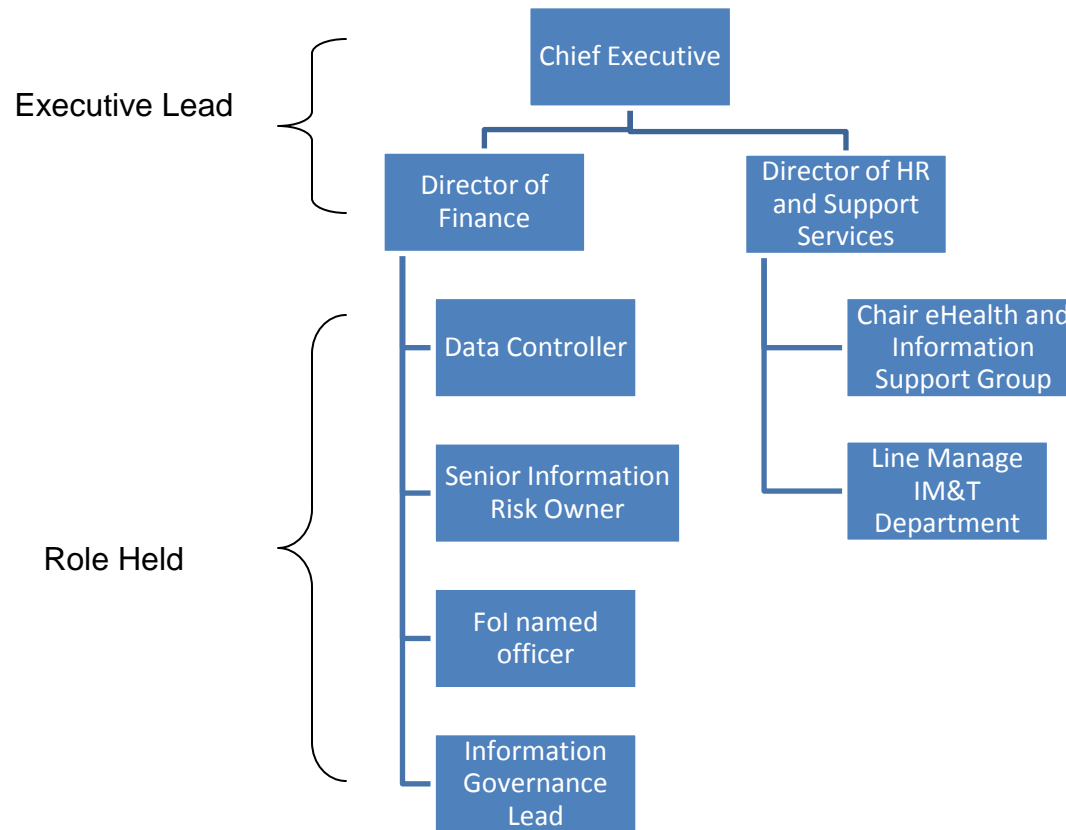 Chief Executive
Executive Lead
Director of
Finance
Director of HR
and Support
Services
Role Held
Data Controller
Chair eHealth and
Information
Support Group
Senior Information
Risk Owner
Line Manage
IM&T
Department
FoI named
officer
Information
Governance
Lead